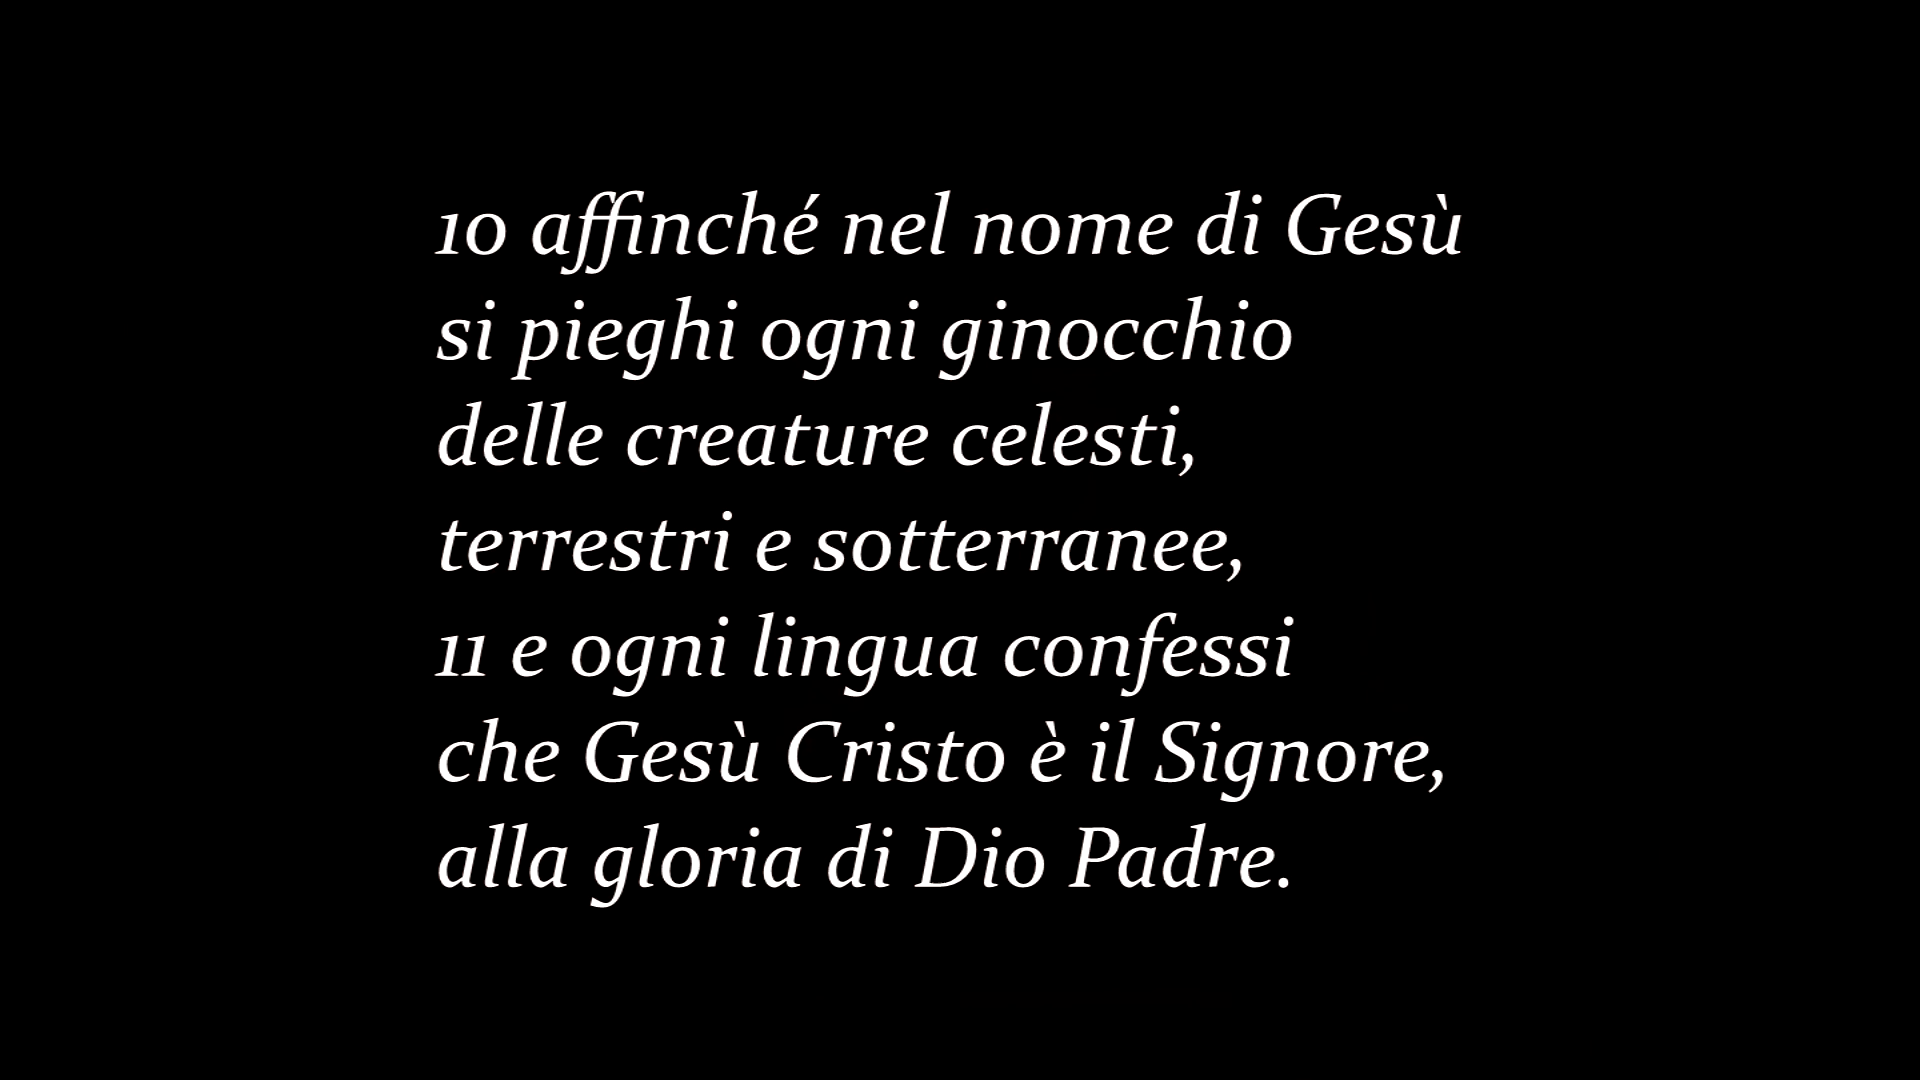 10 affinché nel nome di Gesù
si pieghi ogni ginocchio
delle creature celesti,
terrestri e sotterranee,
11 e ogni lingua confessi
che Gesù Cristo è il Signore,
alla gloria di Dio Padre.